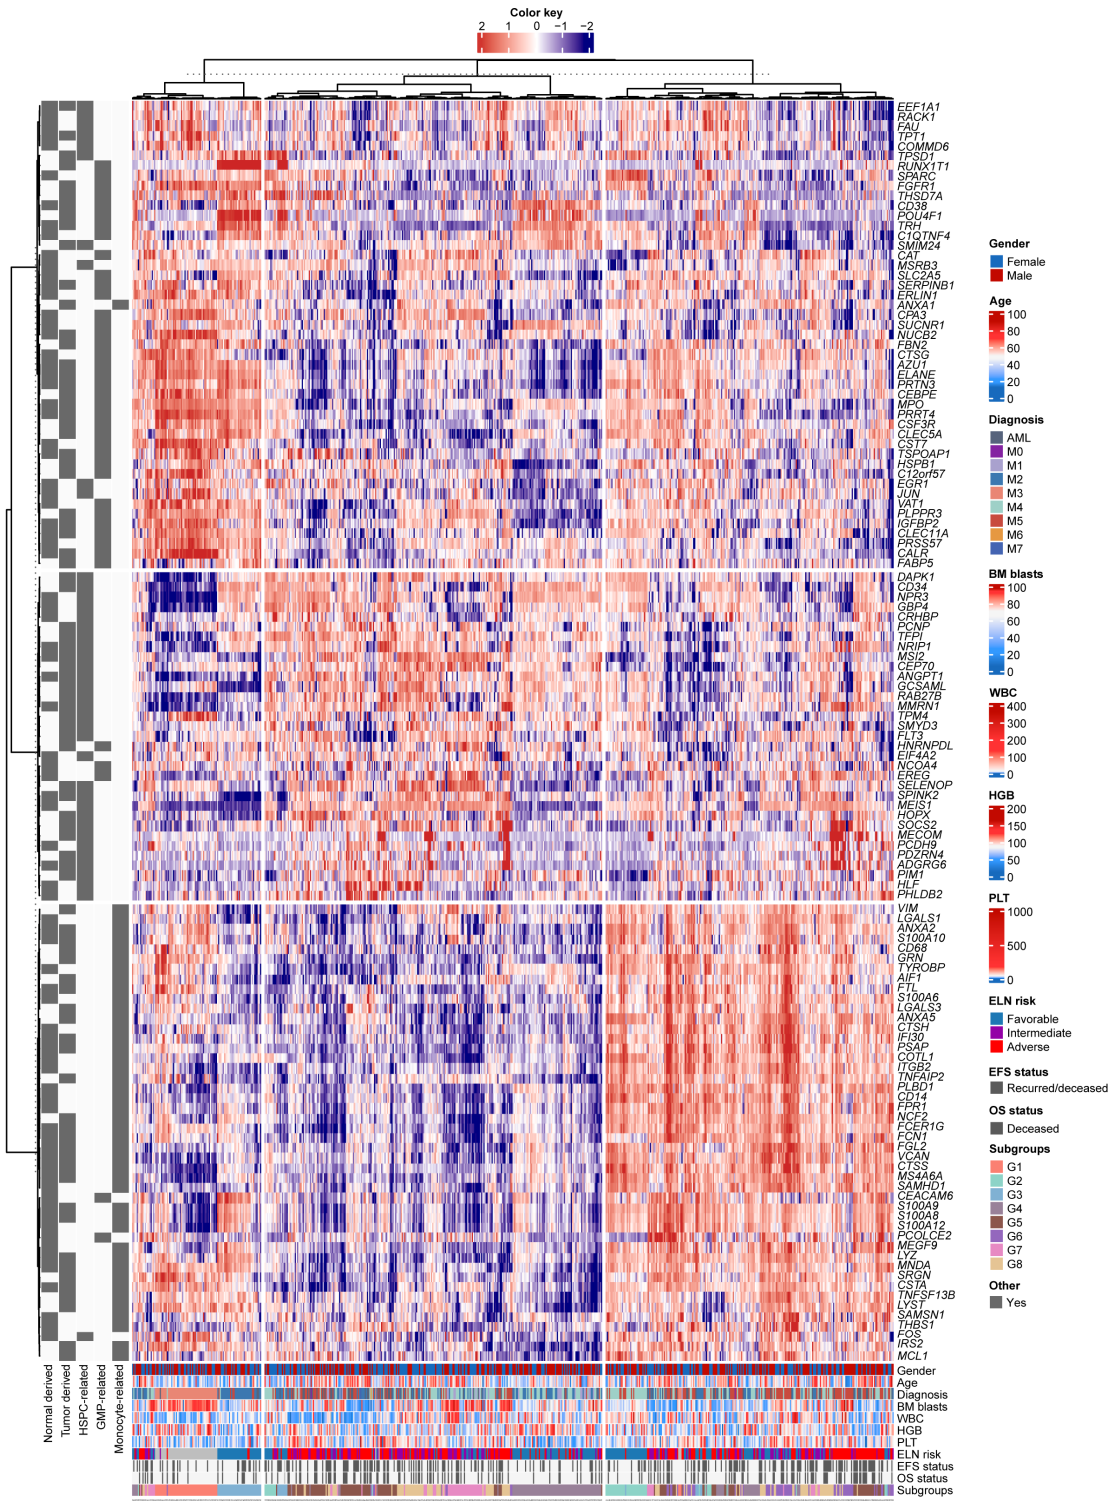 Color key
2 1 0 −1 −2
EEF1A1
RACK1
FAU
TPT1
COMMD6
TPSD1
RUNX1T1
SPARC
FGFR1
THSD7A
CD38
POU4F1
TRH
C1QTNF4
SMIM24
CAT
MSRB3
SLC2A5
SERPINB1
ERLIN1
ANXA1
CPA3
SUCNR1
NUCB2
FBN2
CTSG
AZU1
ELANE
PRTN3
CEBPE
MPO
PRRT4
CSF3R
CLEC5A
CST7
TSPOAP1
HSPB1
C12orf57
EGR1
JUN
VAT1
PLPPR3
IGFBP2
CLEC11A
PRSS57
CALR
FABP5
DAPK1
CD34
NPR3
GBP4
CRHBP
PCNP
TFPI
NRIP1
MSI2
CEP70
ANGPT1
GCSAML
RAB27B
MMRN1
TPM4
SMYD3
FLT3
HNRNPDL
EIF4A2
NCOA4
EREG
SELENOP
SPINK2
MEIS1
HOPX
SOCS2
MECOM
PCDH9
PDZRN4
ADGRG6
PIM1
HLF
PHLDB2
VIM
LGALS1
ANXA2
S100A10
CD68
GRN
TYROBP
AIF1
FTL
S100A6
LGALS3
ANXA5
CTSH
IFI30
PSAP
COTL1
ITGB2
TNFAIP2
PLBD1
CD14
FPR1
NCF2
FCER1G
FCN1
FGL2
VCAN
CTSS
MS4A6A
SAMHD1
CEACAM6
S100A9
S100A8
S100A12
PCOLCE2
MEGF9
LYZ
MNDA
SRGN
CSTA
TNFSF13B
LYST
SAMSN1
THBS1
FOS
IRS2
MCL1
Gender
Age
Diagnosis
BM blasts
WBC
HGB
PLT
ELN risk
EFS status
OS status
Subgroups
Normal derived
Tumor derived
HSPC-related
GMP-related
Monocyte-related
Gender
Female
Male
Age
100
80
60
40
20
0
Diagnosis
AML
M0
M1
M2
M3
M4
M5
M6
M7
BM blasts
100
80
60
40
20
0
WBC
400
300
200
100
0
HGB
200
150
100
50
0
PLT
1000
500
0
ELN risk
Favorable
Intermediate
Adverse
EFS status
Recurred/deceased
OS status
Deceased
Subgroups
G1
G2
G3
G4
G5
G6
G7
G8
Other
Yes